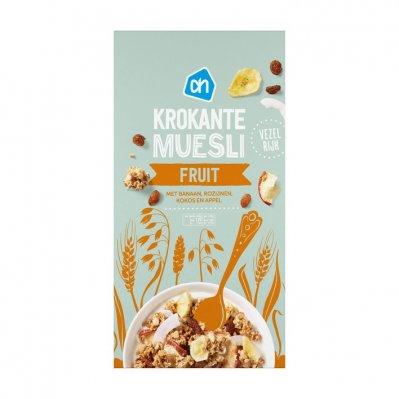 ah
KROKANTE
MUESLI
VEZEL
RIJK
FRUIT
MET BANAAN, ROZIJNEN,
KOKOS EN APPEL